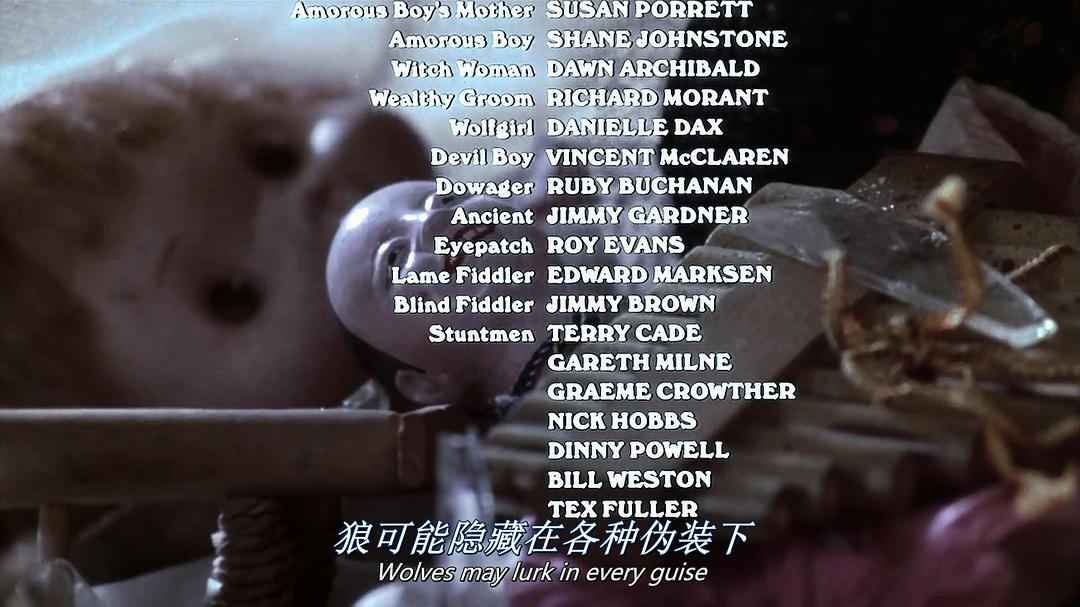 Amorous Boy's Mother SUSAN PORRETT
Amorous Boy SHANE JOHNSTONE
Witch Woman DAWN ARCHIBALD
Wealthy Groom RICHARD MORANT
Wolfgirl DANIELLE DAX
Devil Boy VINCENT McCLAREN
Dowager RUBY BUCHANAN
Ancient JIMMY GARDNER
Eyepatch ROY EVANS
Lame Fiddler EDWARD MARKSEN
Blind Fiddler JIMMY BROWN
Stuntmen TERRY CADE
GARETH MILNE
GRAEME CROWTHER
NICK HOBBS
DINNY POWELL
BILL WESTON
TEX FULLER
狼可能隐藏在各种伪装下
Wolves may lurk in every guise